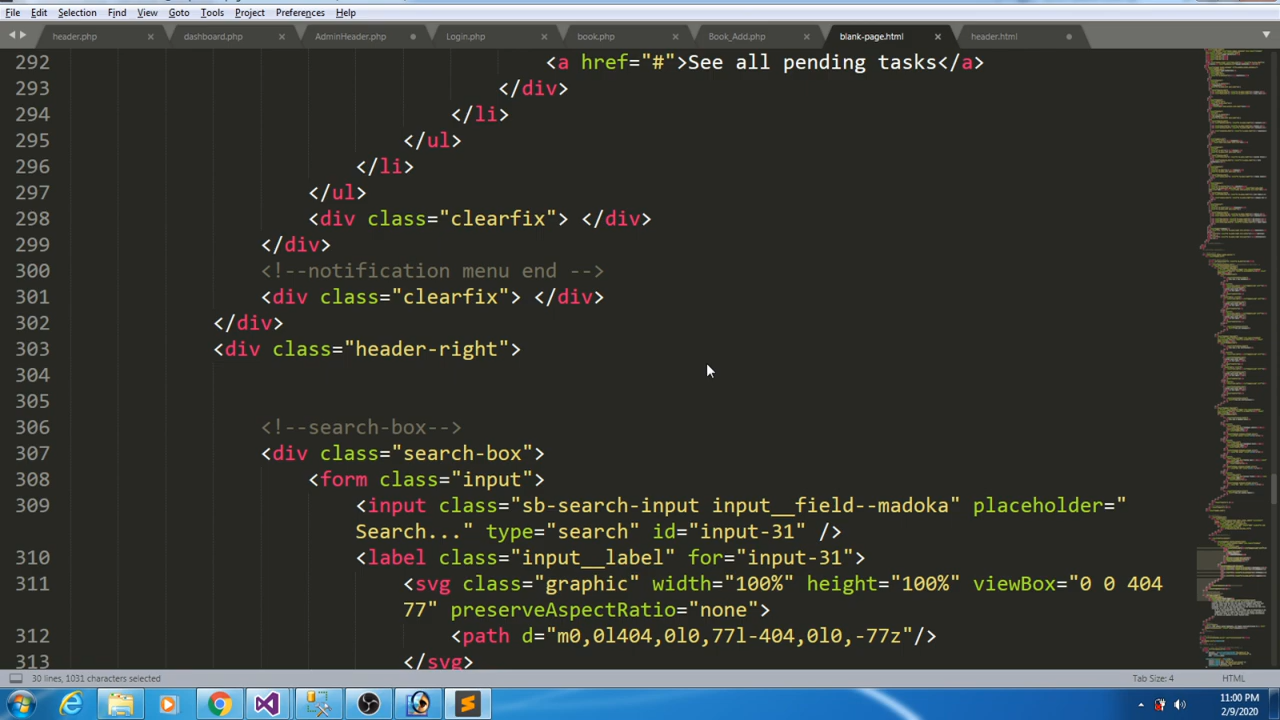 File Edit Selection Find View Goto Tools Project Preferences Help
header.php dashboard.php AdminHeader.php Login.php book.php Book_Add.php blank-page.html header.html
292 <a href="#">See all pending tasks</a>
293 </div>
294 </li>
295 </ul>
296 </li>
297 </ul>
298 <div class="clearfix"> </div>
299 </div>
300 <!--notification menu end -->
301 <div class="clearfix"> </div>
302 </div>
303 <div class="header-right">
304
305
306 <!--search-box-->
307 <div class="search-box">
308 <form class="input">
309 <input class="sb-search-input input__field--madoka" placeholder="
Search..." type="search" id="input-31" />
310 <label class="input__label" for="input-31">
311 <svg class="graphic" width="100%" height="100%" viewBox="0 0 404
77" preserveAspectRatio="none">
312 <path d="m0,0l404,0l0,77l-404,0l0,-77z"/>
313 </svg>
30 lines, 1031 characters selected Tab Size: 4 HTML
11:00 PM
2/9/2020